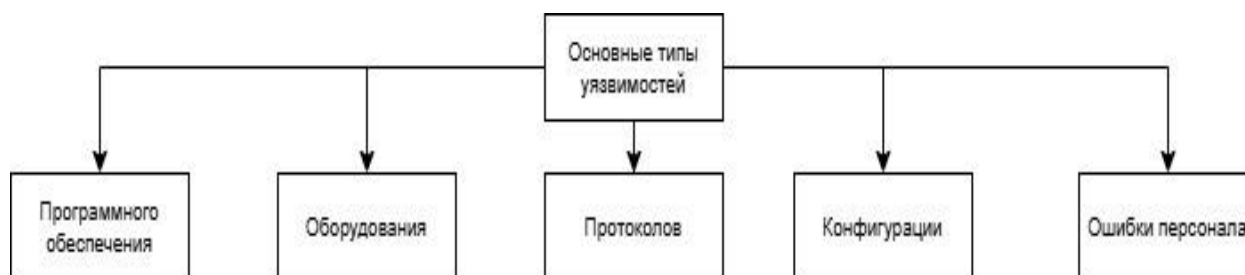 Основные типы
уязвимостей
Программного
обеспечения
Оборудования
Протоколов
Конфигурации
Ошибки персонала